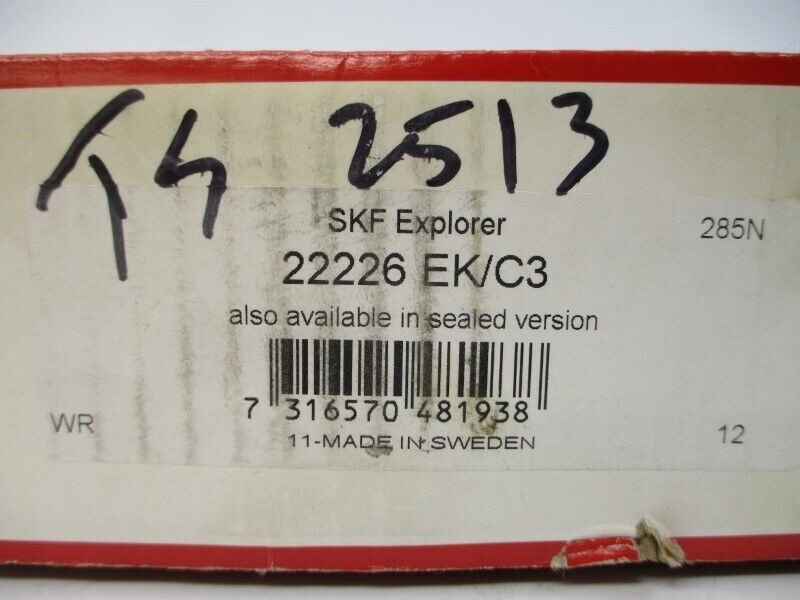 T4 2513
SKF Explorer
285N
22226 EK/C3
also available in sealed version
7 316570 481938
WR
11-MADE IN SWEDEN
12